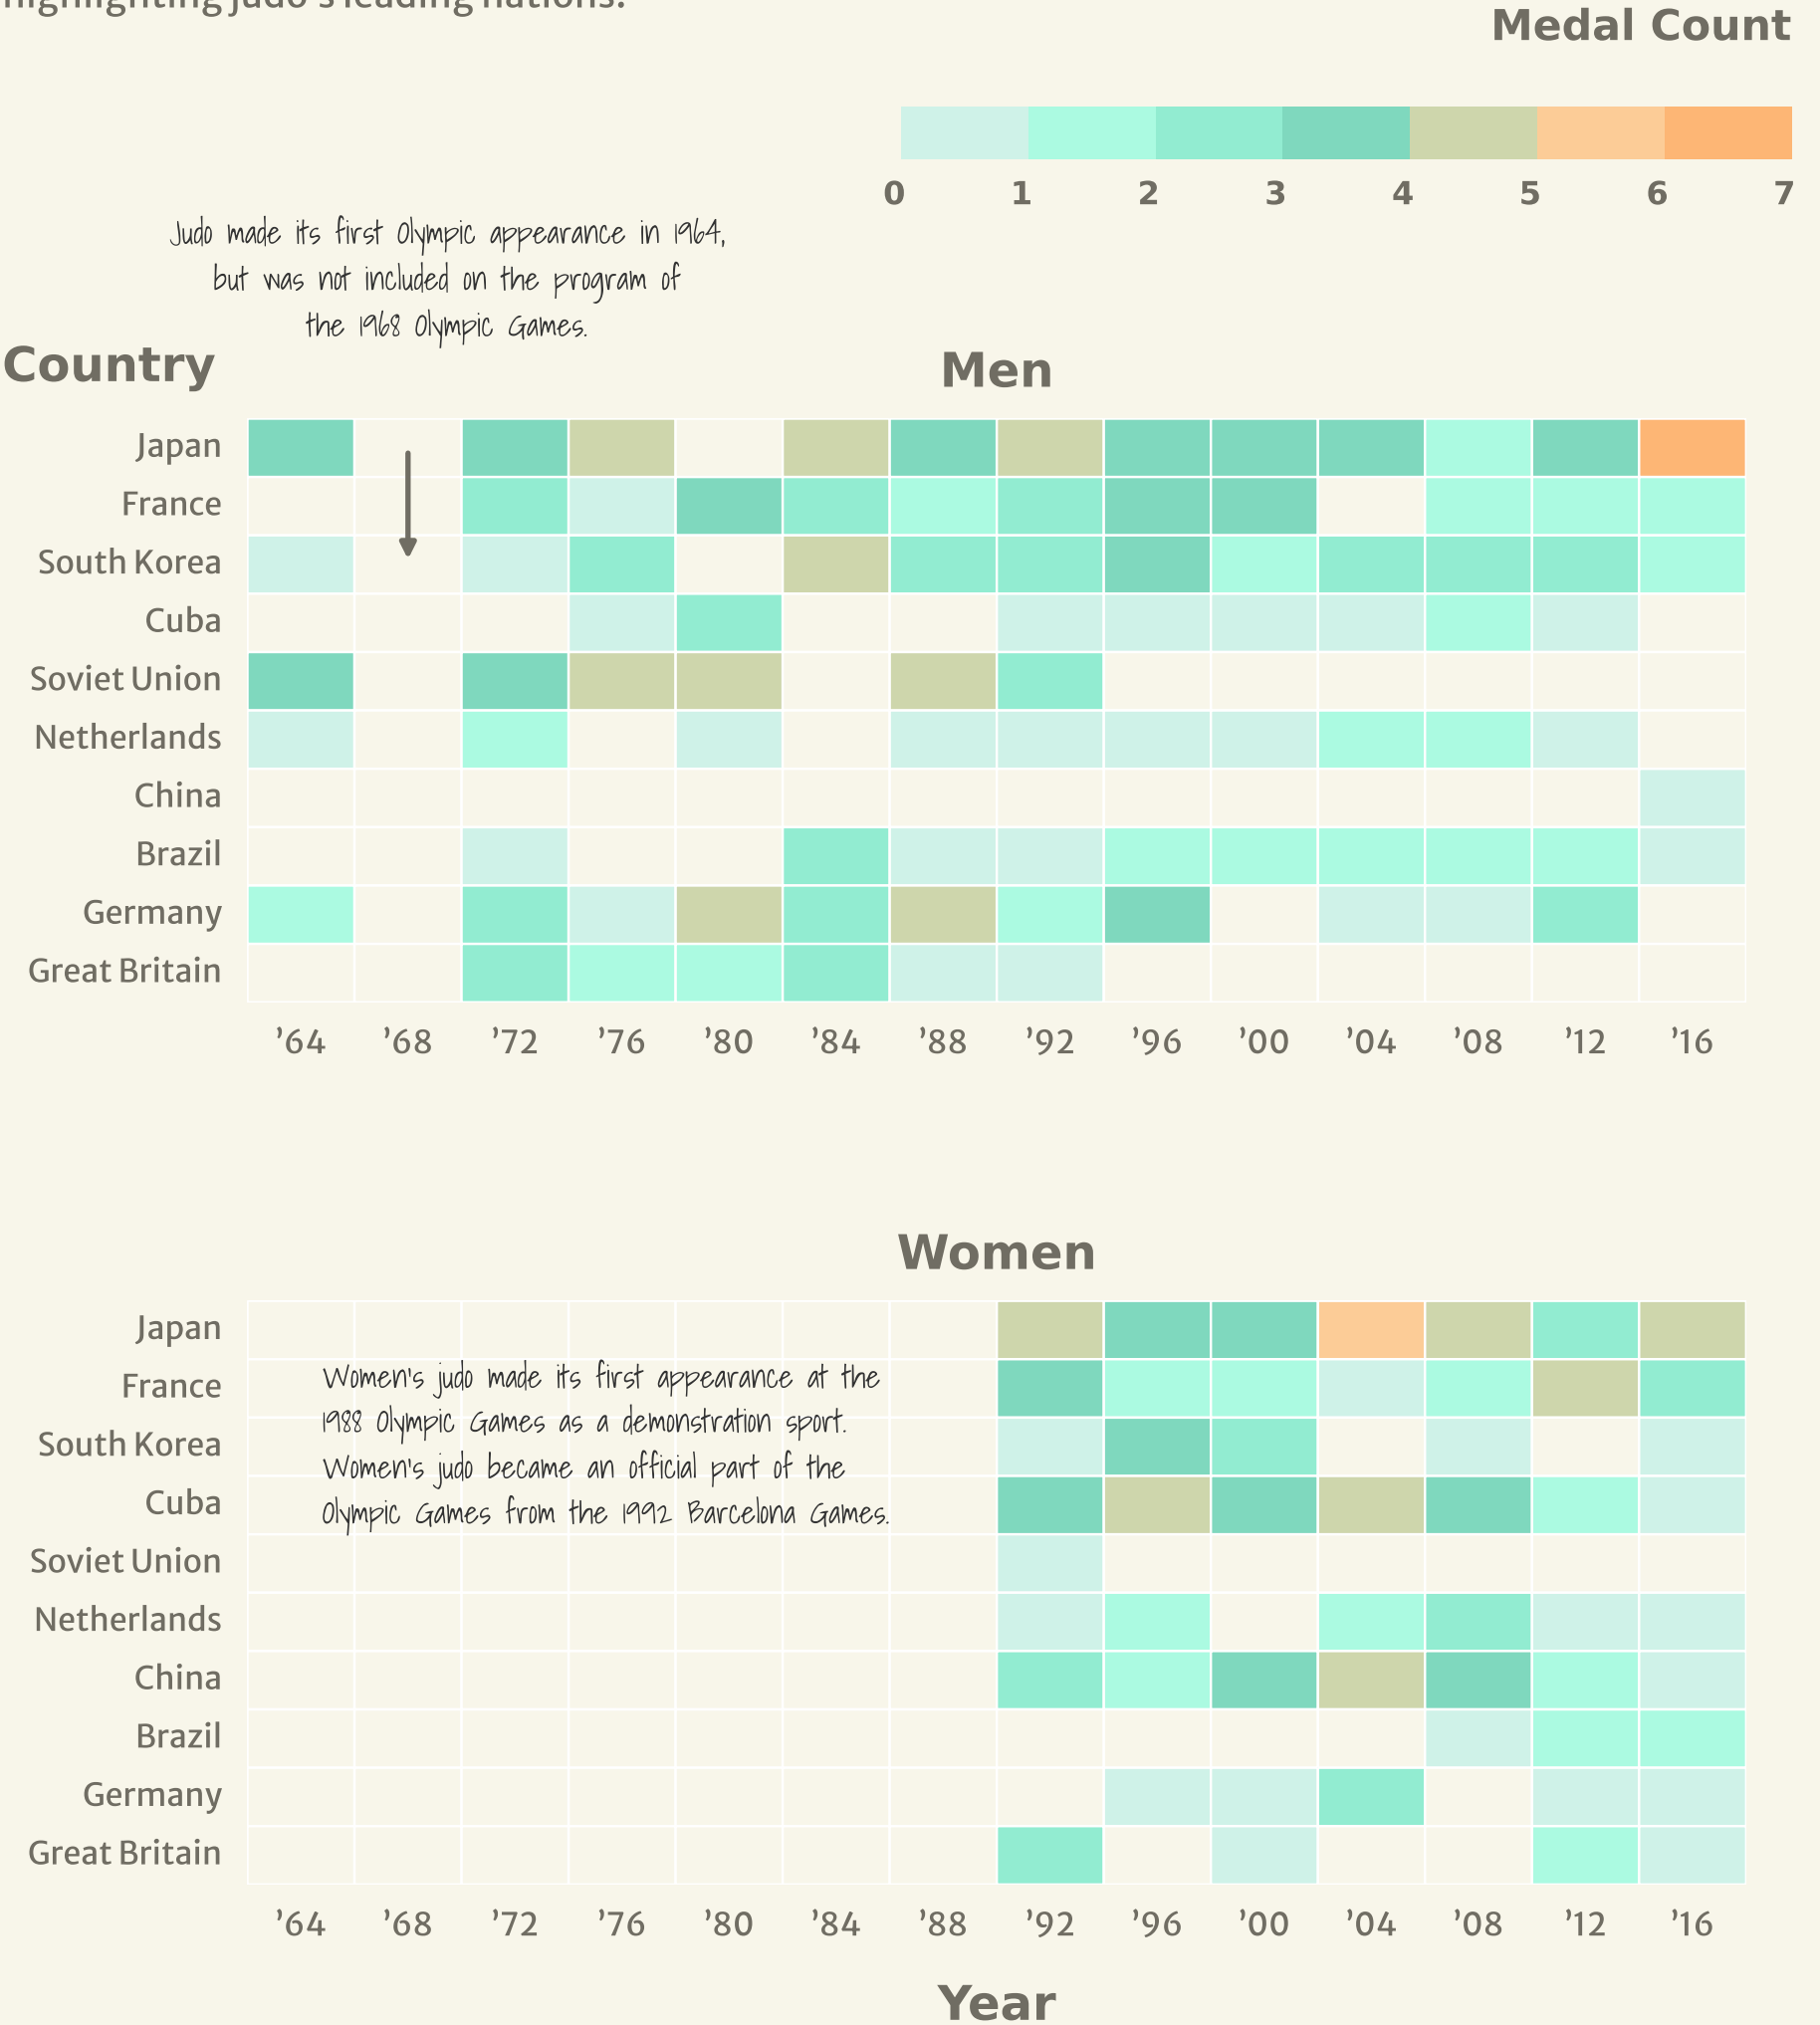 highlighting judo's leading nations.
Medal Count
0 1 2 3 4 5 6 7
Judo made its first Olympic appearance in 1964,
but was not included on the program of
the 1968 Olympic Games.
Country
Men
Japan
France
South Korea
Cuba
Soviet Union
Netherlands
China
Brazil
Germany
Great Britain
’64 ’68 ’72 ’76 ’80 ’84 ’88 ’92 ’96 ’00 ’04 ’08 ’12 ’16
Women
Japan
France
South Korea
Cuba
Soviet Union
Netherlands
China
Brazil
Germany
Great Britain
Women's judo made its first appearance at the
1988 Olympic Games as a demonstration sport.
Women's judo became an official part of the
Olympic Games from the 1992 Barcelona Games.
’64 ’68 ’72 ’76 ’80 ’84 ’88 ’92 ’96 ’00 ’04 ’08 ’12 ’16
Year